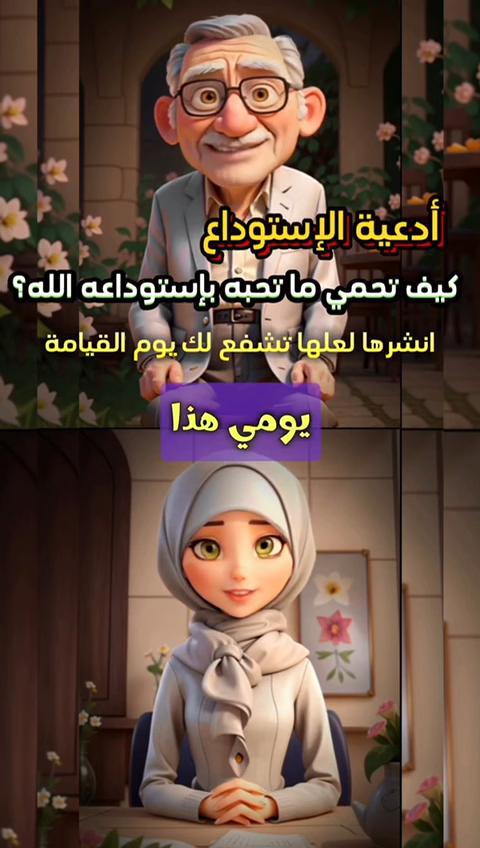 أدعية الإستوداع
كيف تحمي ما تحبه بإستوداعه الله؟
انشرها لعلها تشفع لك يوم القيامة
يومي هذا